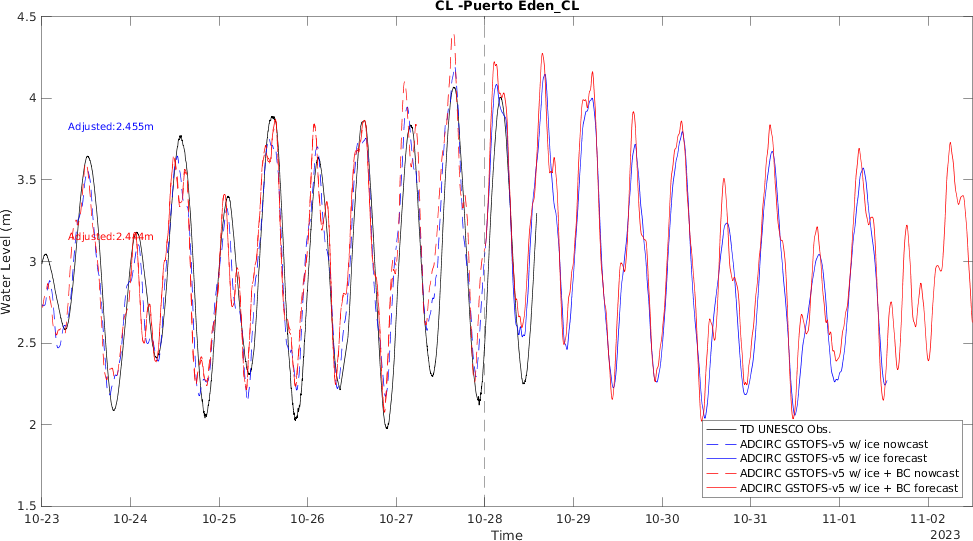 CL -Puerto Eden_CL
4.5
4
3.5
3
2.5
2
1.5
Water Level (m)
Adjusted:2.455m
Adjusted:2.444m
TD UNESCO Obs.
ADCIRC GSTOFS-v5 w/ ice nowcast
ADCIRC GSTOFS-v5 w/ ice forecast
ADCIRC GSTOFS-v5 w/ ice + BC nowcast
ADCIRC GSTOFS-v5 w/ ice + BC forecast
10-23 10-24 10-25 10-26 10-27 10-28 10-29 10-30 10-31 11-01 11-02
Time
2023